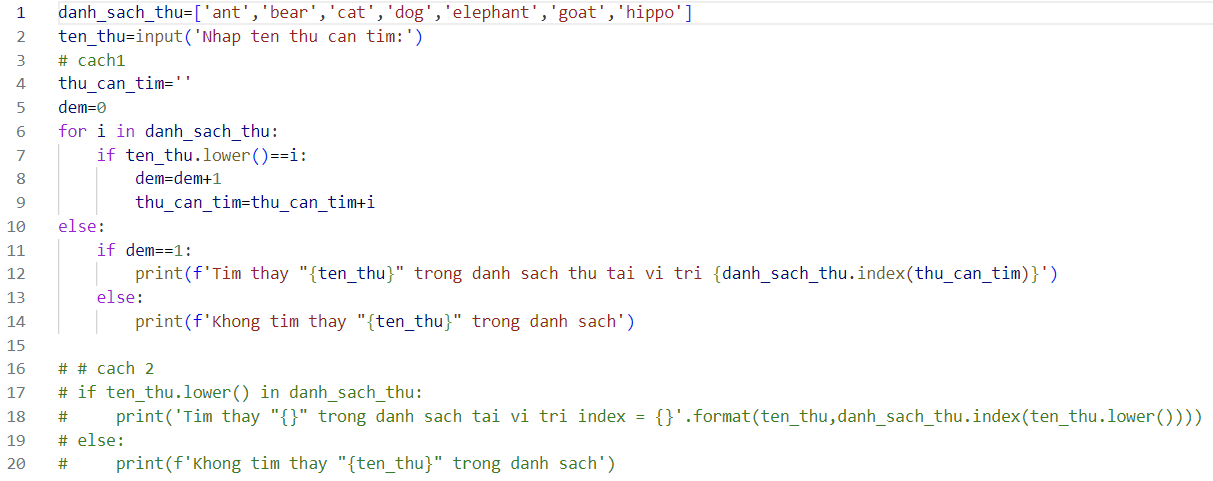 1 danh_sach_thu=['ant','bear','cat','dog','elephant','goat','hippo']
2 ten_thu=input('Nhap ten thu can tim:')
3 # cach1
4 thu_can_tim=''
5 dem=0
6 for i in danh_sach_thu:
7     if ten_thu.lower()==i:
8         dem=dem+1
9         thu_can_tim=thu_can_tim+i
10 else:
11     if dem==1:
12         print(f'Tim thay "{ten_thu}" trong danh sach thu tai vi tri {danh_sach_thu.index(thu_can_tim)}')
13     else:
14         print(f'Khong tim thay "{ten_thu}" trong danh sach')
15
16 # # cach 2
17 # if ten_thu.lower() in danh_sach_thu:
18 #     print('Tim thay "{}" trong danh sach tai vi tri index = {}'.format(ten_thu,danh_sach_thu.index(ten_thu.lower())))
19 # else:
20 #     print(f'Khong tim thay "{ten_thu}" trong danh sach')